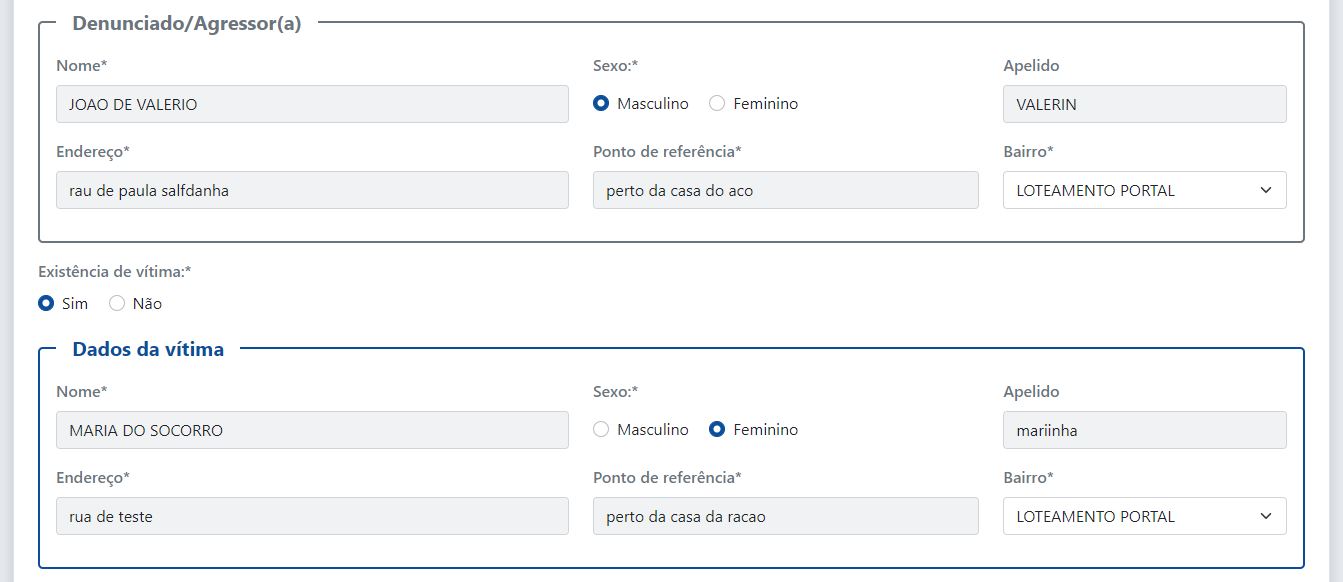 Denunciado/Agressor(a)
Nome* Sexo:* Apelido
JOAO DE VALERIO Masculino Feminino VALERIN
Endereço* Ponto de referência* Bairro*
rau de paula salfdanha perto da casa do aco LOTEAMENTO PORTAL
Existência de vítima:*
Sim Não
Dados da vítima
Nome* Sexo:* Apelido
MARIA DO SOCORRO Masculino Feminino mariinha
Endereço* Ponto de referência* Bairro*
rua de teste perto da casa da racao LOTEAMENTO PORTAL